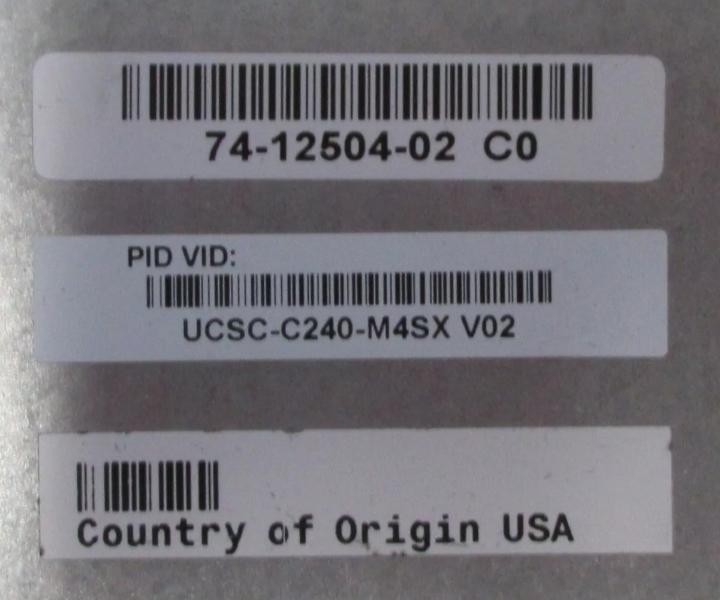 74-12504-02 C0
PID VID:
UCSC-C240-M4SX V02
Country of Origin USA